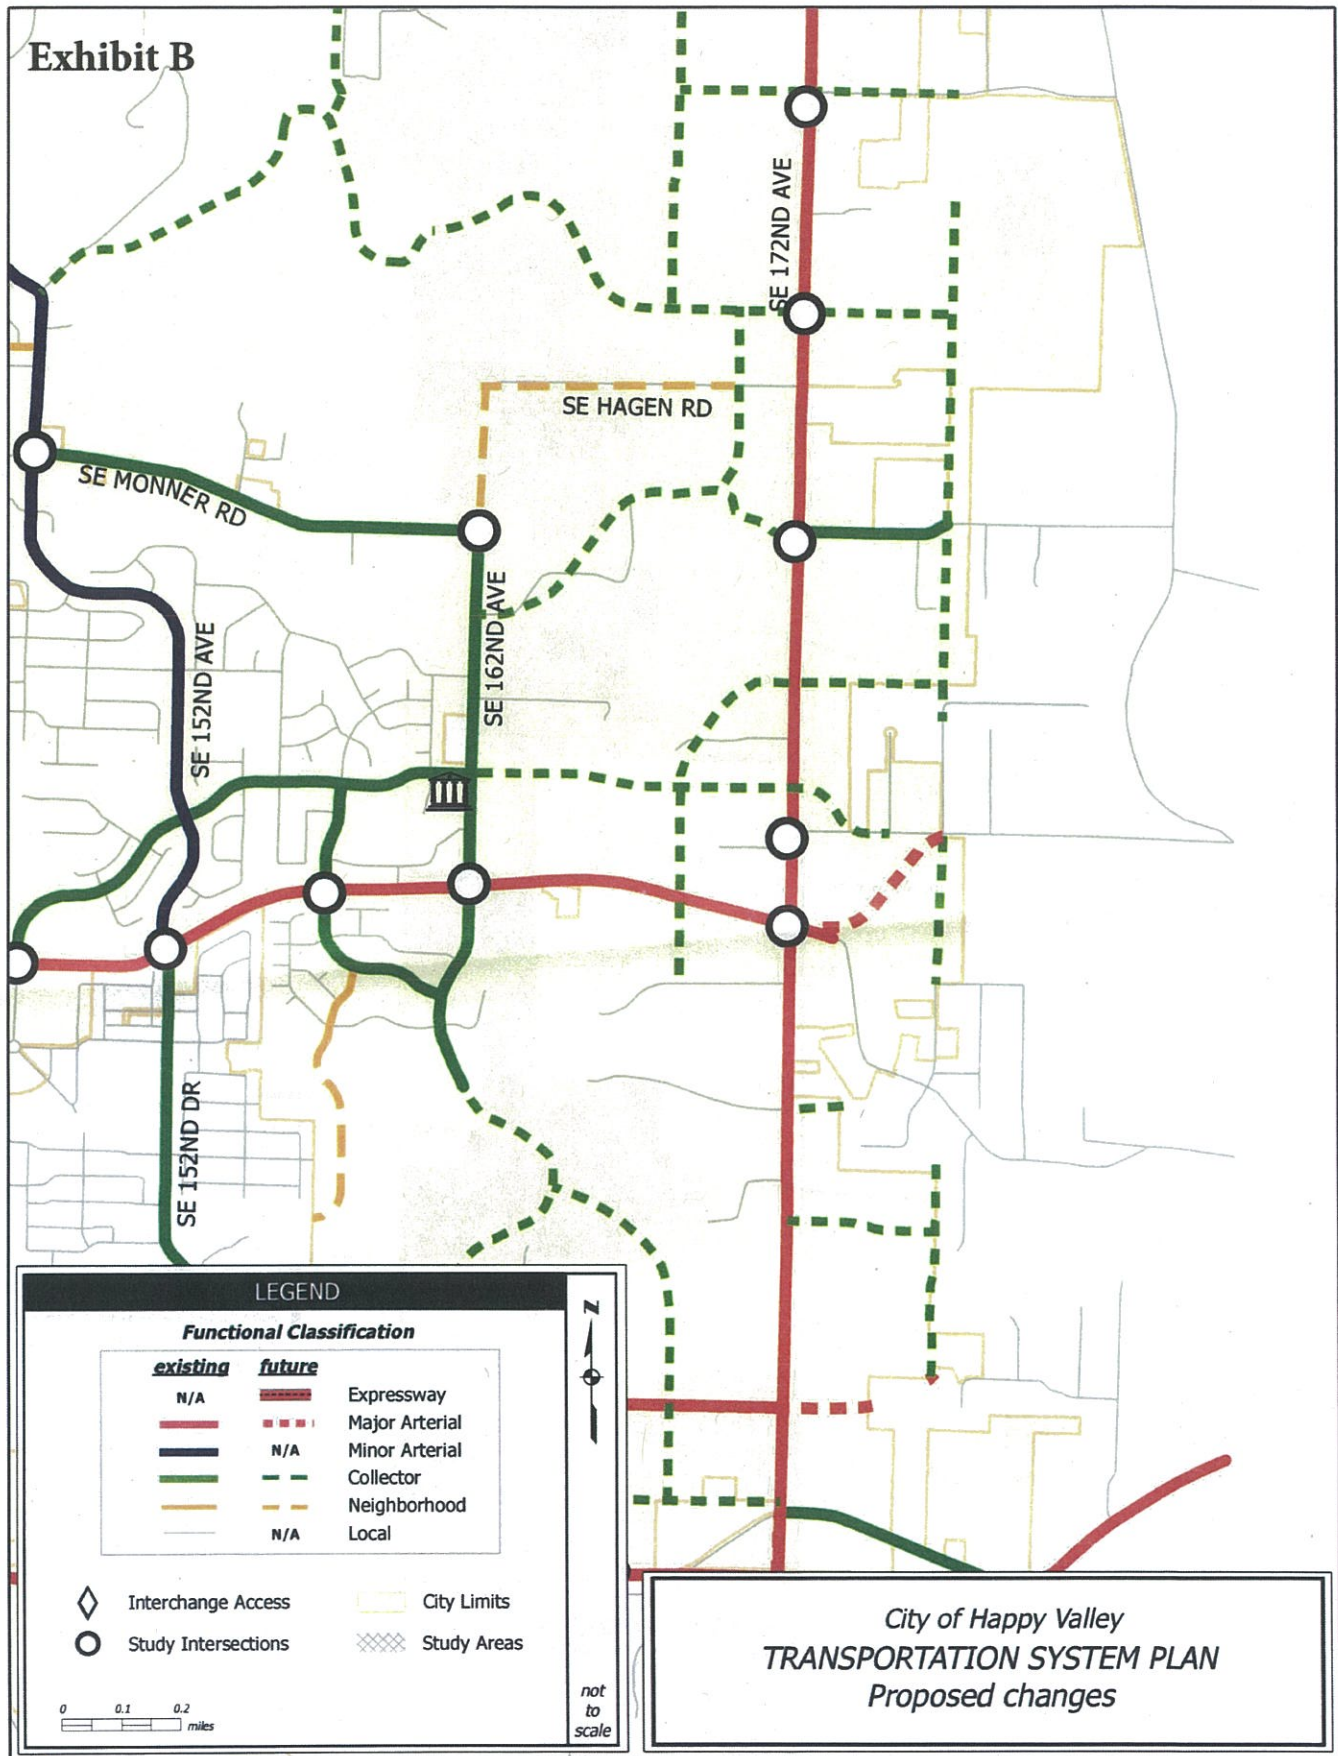 Exhibit B
SE 172ND AVE
SE HAGEN RD
SE MONNER RD
SE 162ND AVE
SE 152ND AVE
SE 152ND DR
LEGEND
Functional Classification
existing future
N/A Expressway
Major Arterial
N/A Minor Arterial
Collector
Neighborhood
N/A Local
Interchange Access City Limits
Study Intersections Study Areas
0 0.1 0.2
miles
N
not
to
scale
City of Happy Valley
TRANSPORTATION SYSTEM PLAN
Proposed changes